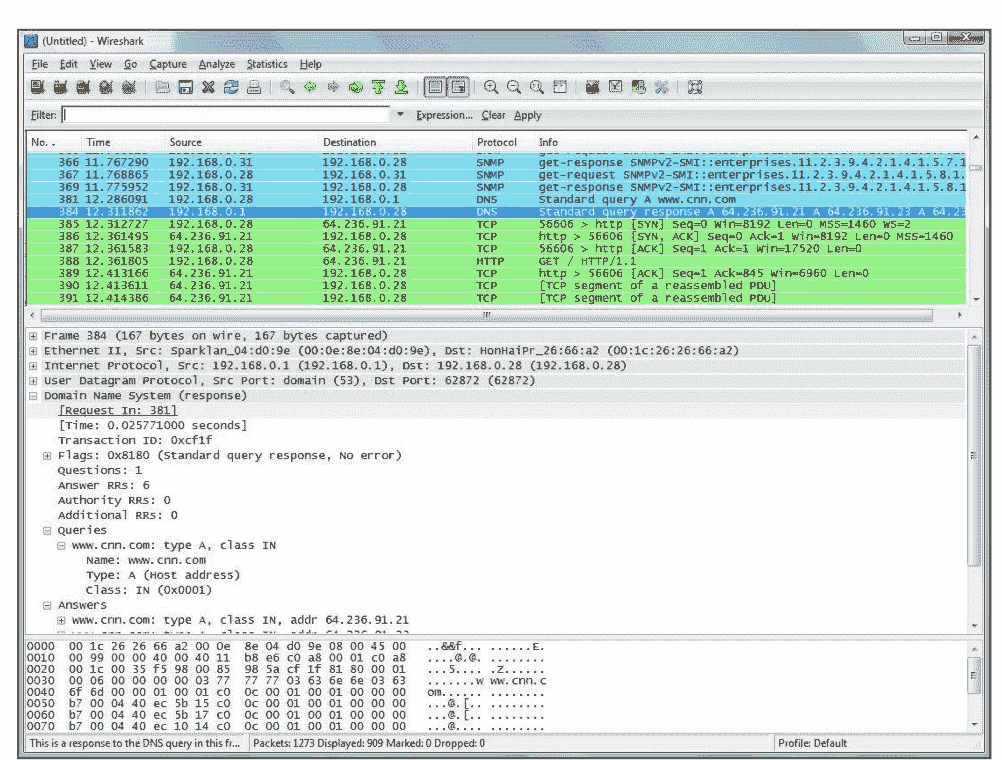 (Untitled) - Wireshark
File Edit View Go Capture Analyze Statistics Help
Filter: Expression... Clear Apply
No. . Time Source Destination Protocol Info
366 11.767290 192.168.0.31 192.168.0.28 SNMP get-response SNMPv2-SMI::enterprises.11.2.3.9.4.2.1.4.1.5.7.1
367 11.768865 192.168.0.28 192.168.0.31 SNMP get-request SNMPv2-SMI::enterprises.11.2.3.9.4.2.1.4.1.5.8.1.
369 11.775952 192.168.0.31 192.168.0.28 SNMP get-response SNMPv2-SMI::enterprises.11.2.3.9.4.2.1.4.1.5.8.1
381 12.286091 192.168.0.28 192.168.0.1 DNS Standard query A www.cnn.com
384 12.311862 192.168.0.1 192.168.0.28 DNS Standard query response A 64.236.91.21 A 64.236.91.23 A 64.23
385 12.312727 192.168.0.28 64.236.91.21 TCP 56606 > http [SYN] Seq=0 Win=8192 Len=0 MSS=1460 WS=2
386 12.361495 64.236.91.21 192.168.0.28 TCP http > 56606 [SYN, ACK] Seq=0 Ack=1 Win=8192 Len=0 MSS=1460
387 12.361583 192.168.0.28 64.236.91.21 TCP 56606 > http [ACK] Seq=1 Ack=1 Win=17520 Len=0
388 12.361805 192.168.0.28 64.236.91.21 HTTP GET / HTTP/1.1
389 12.413166 64.236.91.21 192.168.0.28 TCP http > 56606 [ACK] Seq=1 Ack=845 Win=6960 Len=0
390 12.413611 64.236.91.21 192.168.0.28 TCP [TCP segment of a reassembled PDU]
391 12.414386 64.236.91.21 192.168.0.28 TCP [TCP segment of a reassembled PDU]
Frame 384 (167 bytes on wire, 167 bytes captured)
Ethernet II, Src: Sparklan_04:d0:9e (00:0e:8e:04:d0:9e), Dst: HonHaiPr_26:66:a2 (00:1c:26:26:66:a2)
Internet Protocol, Src: 192.168.0.1 (192.168.0.1), Dst: 192.168.0.28 (192.168.0.28)
User Datagram Protocol, Src Port: domain (53), Dst Port: 62872 (62872)
Domain Name System (response)
[Request In: 381]
[Time: 0.025771000 seconds]
Transaction ID: 0xcf1f
Flags: 0x8180 (Standard query response, No error)
Questions: 1
Answer RRs: 6
Authority RRs: 0
Additional RRs: 0
Queries
www.cnn.com: type A, class IN
Name: www.cnn.com
Type: A (Host address)
Class: IN (0x0001)
Answers
www.cnn.com: type A, class IN, addr 64.236.91.21
0000 00 1c 26 26 66 a2 00 0e 8e 04 d0 9e 08 00 45 00 ..&&f... ......E.
0010 00 99 00 00 40 00 40 11 b8 e6 c0 a8 00 01 c0 a8 ....@.@. ........
0020 00 1c 00 35 f5 98 00 85 98 5a cf 1f 81 80 00 01 ...5.... .Z......
0030 00 06 00 00 00 00 03 77 77 77 03 63 6e 6e 03 63 .......w ww.cnn.c
0040 6f 6d 00 00 01 00 01 c0 0c 00 01 00 01 00 00 00 om...... ........
0050 b7 00 04 40 ec 5b 15 c0 0c 00 01 00 01 00 00 00 ...@.[.. ........
0060 b7 00 04 40 ec 5b 17 c0 0c 00 01 00 01 00 00 00 ...@.[.. ........
0070 b7 00 04 40 ec 10 14 c0 0c 00 01 00 01 00 00 00 ...@.... ........
This is a response to the DNS query in this fr... Packets: 1273 Displayed: 909 Marked: 0 Dropped: 0 Profile: Default